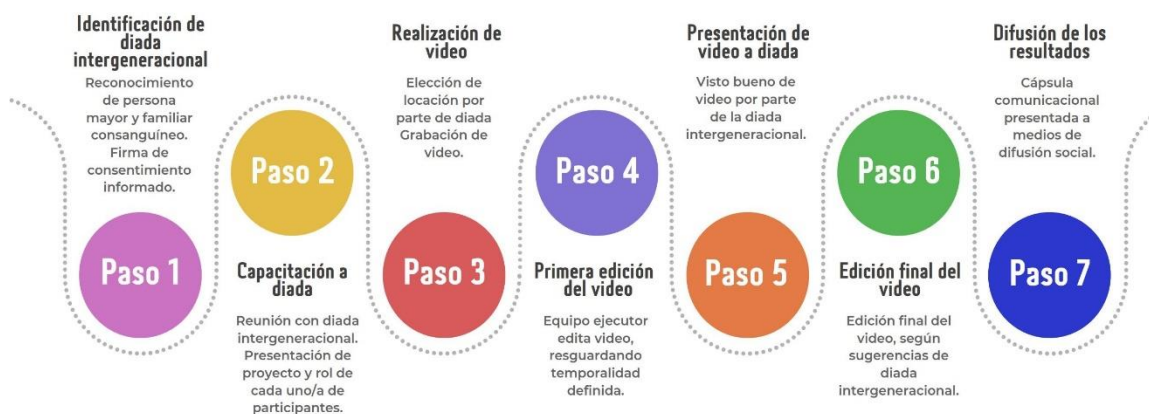 Identificación de
diada
intergeneracional
Reconocimiento
de persona
mayor y familiar
consanguíneo.
Firma de
consentimiento
informado.
Paso 1
Paso 2
Capacitación a
diada
Reunión con diada
intergeneracional.
Presentación de
proyecto y rol de
cada uno/a de
participantes.
Realización de
video
Elección de
locación por
parte de diada
Grabación de
video.
Paso 3
Paso 4
Primera edición
del video
Equipo ejecutor
edita video,
resguardando
temporalidad
definida.
Presentación de
video a diada
Visto bueno de
video por parte
de la diada
intergeneracional.
Paso 5
Paso 6
Edición final del
video
Edición final del
video, según
sugerencias de
diada
intergeneracional.
Difusión de los
resultados
Cápsula
comunicacional
presentada a
medios de
difusión social.
Paso 7